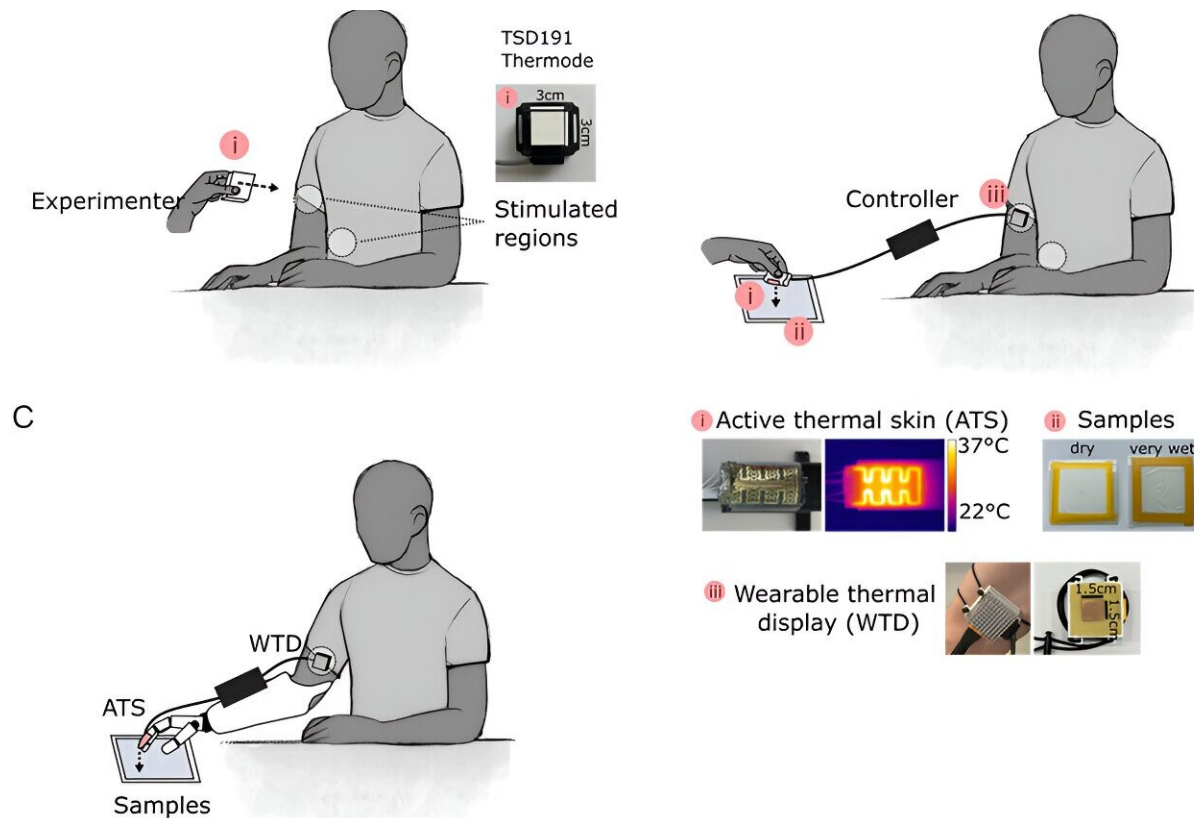 TSD191
Thermode
i
3cm
3cm
i
Experimenter
Stimulated
regions
Controller
iii
i
ii
C
i Active thermal skin (ATS)
37°C
22°C
ii Samples
dry
very wet
iii Wearable thermal
display (WTD)
1.5cm
1.5cm
WTD
ATS
Samples